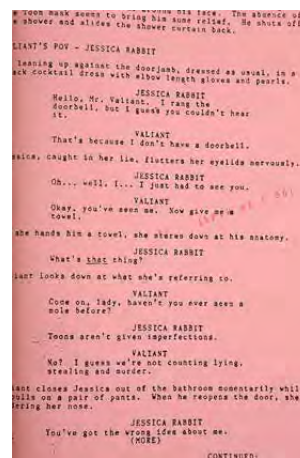 Toon mask seems to bring him some relief. He shuts off
shower and slides the shower curtain back.
LIANT'S POV - JESSICA RABBIT
leaning up against the doorjamb, dressed as usual, in a
ack cocktail dress with elbow length gloves and pearls.
JESSICA RABBIT
Hello, Mr. Valiant. I rang the
doorbell, but I guess you couldn't hear
it.
VALIANT
That's because I don't have a doorbell.
ssica, caught in her lie, flutters her eyelids nervously.
JESSICA RABBIT
Oh... well, I... I just had to see you.
VALIANT
Okay, you've seen me. Now give me a
towel.
she hands him a towel, she stares down at his anatomy.
JESSICA RABBIT
What's that thing?
iant looks down at what she's referring to.
VALIANT
Come on, lady, haven't you ever seen a
mole before?
JESSICA RABBIT
Toons aren't given imperfections.
VALIANT
No? I guess we're not counting lying,
stealing and murder.
iant closes Jessica out of the bathroom momentarily whil
pulls on a pair of pants. When he reopens the door, she
dering her nose.
JESSICA RABBIT
You've got the wrong idea about me.
(MORE)
CONTINUED: